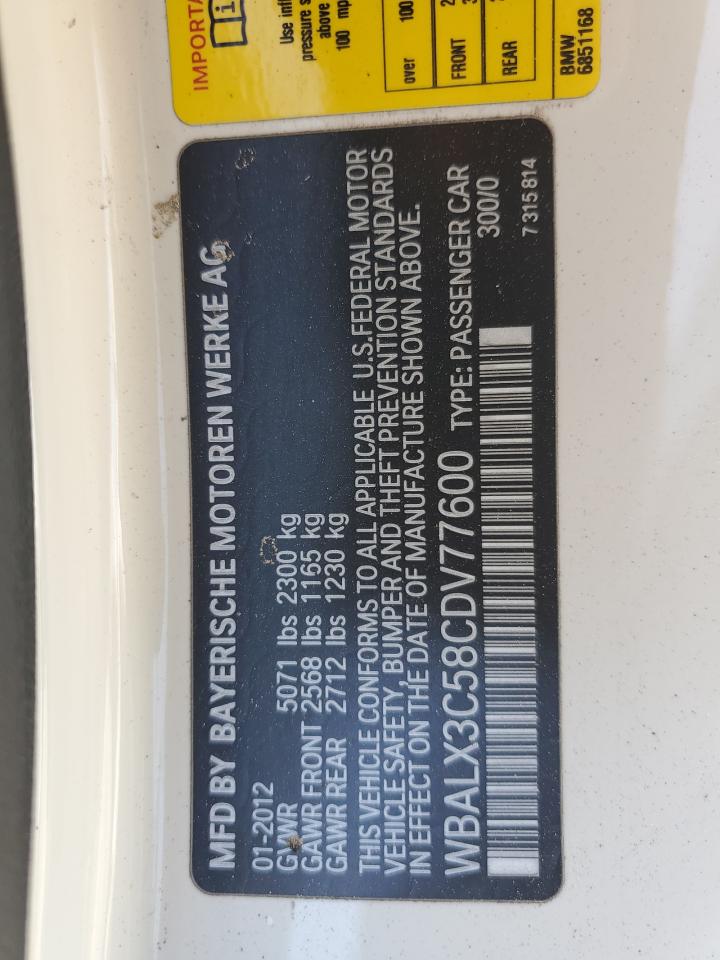 MFD BY BAYERISCHE MOTOREN WERKE AG
01-2012
GVWR 5071 lbs 2300 kg
GAWR FRONT 2568 lbs 1165 kg
GAWR REAR 2712 lbs 1230 kg
THIS VEHICLE CONFORMS TO ALL APPLICABLE U.S.FEDERAL MOTOR
VEHICLE SAFETY, BUMPER AND THEFT PREVENTION STANDARDS
IN EFFECT ON THE DATE OF MANUFACTURE SHOWN ABOVE.
WBALX3C58CDV77600 TYPE: PASSENGER CAR
300/0
7 315 814
Use
pressure
above
100 mp
over 100
FRONT
REAR
BMW
6851168